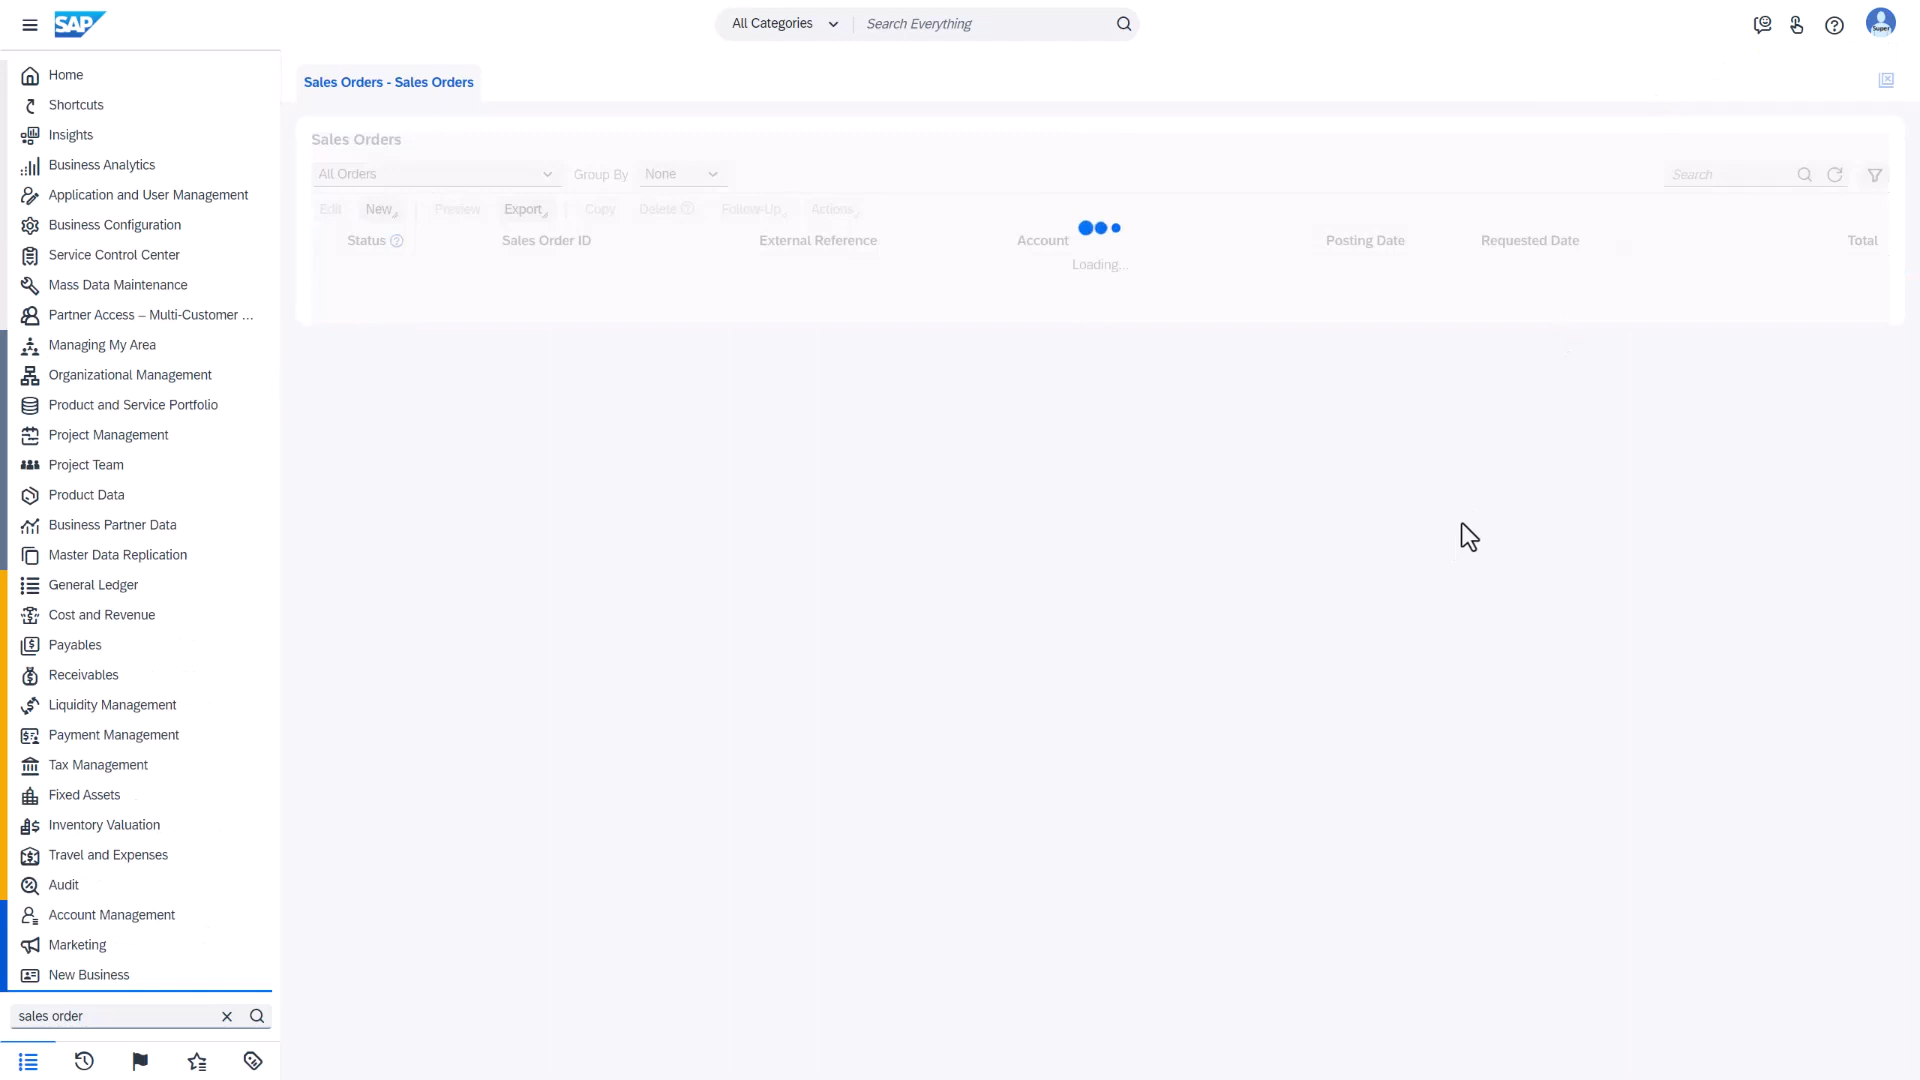 SAP
All Categories
Search Everything
Super
Home
Shortcuts
Insights
Business Analytics
Application and User Management
Business Configuration
Service Control Center
Mass Data Maintenance
Partner Access – Multi-Customer ...
Managing My Area
Organizational Management
Product and Service Portfolio
Project Management
Project Team
Product Data
Business Partner Data
Master Data Replication
General Ledger
Cost and Revenue
Payables
Receivables
Liquidity Management
Payment Management
Tax Management
Fixed Assets
Inventory Valuation
Travel and Expenses
Audit
Account Management
Marketing
New Business
sales order
Sales Orders - Sales Orders
Sales Orders
All Orders Group By None Search
Edit New Preview Export Copy Delete Follow-Up Actions
Status Sales Order ID External Reference Account Posting Date Requested Date Total
Loading...